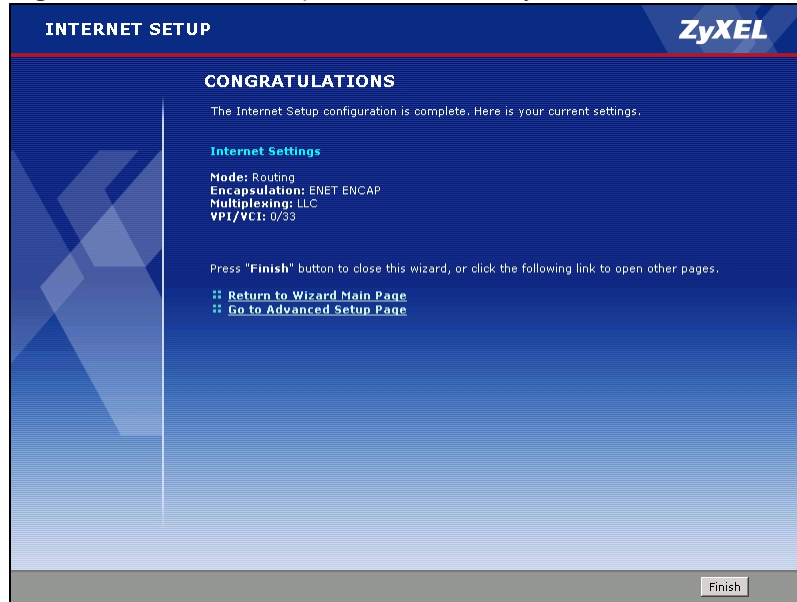 INTERNET SETUP
ZyXEL
CONGRATULATIONS
The Internet Setup configuration is complete. Here is your current settings.
Internet Settings
Mode: Routing
Encapsulation: ENET ENCAP
Multiplexing: LLC
VPI/VCI: 0/33
Press "Finish" button to close this wizard, or click the following link to open other pages.
Return to Wizard Main Page
Go to Advanced Setup Page
Finish